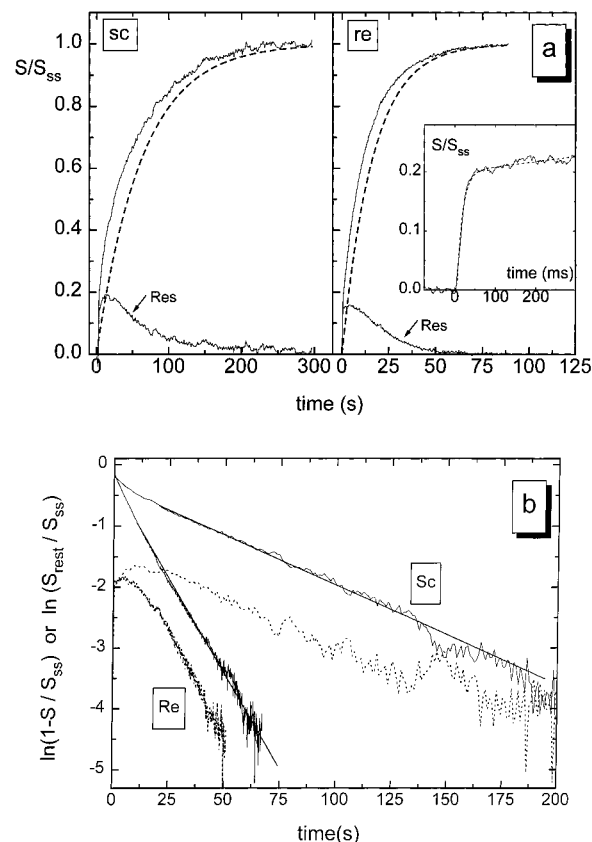 sc
re
a
S/Sss
1.0
0.8
0.6
0.4
0.2
0.0
Res
Res
S/Sss
0.2
0.1
0.0
time (ms)
0 100 200
0 100 200 300
0 25 50 75 100 125
time (s)
b
ln(1-S / Sss) or ln (Srest / Sss)
0
-1
-2
-3
-4
-5
Sc
Re
0 25 50 75 100 125 150 175 200
time(s)